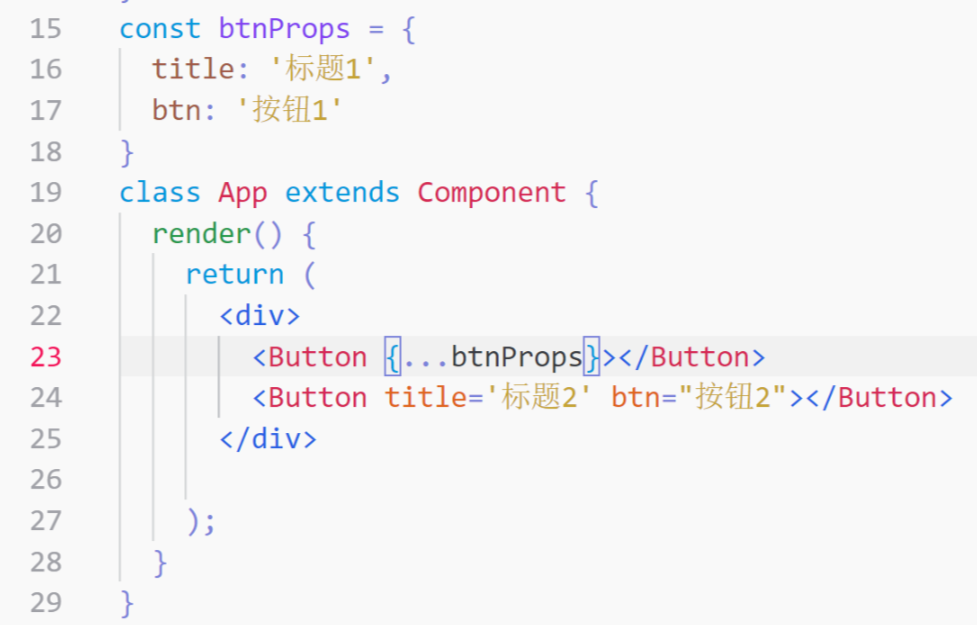 15 const btnProps = {
16 title: '标题1',
17 btn: '按钮1'
18 }
19 class App extends Component {
20 render() {
21 return (
22 <div>
23 <Button {...btnProps}></Button>
24 <Button title='标题2' btn="按钮2"></Button>
25 </div>
26
27 );
28 }
29 }